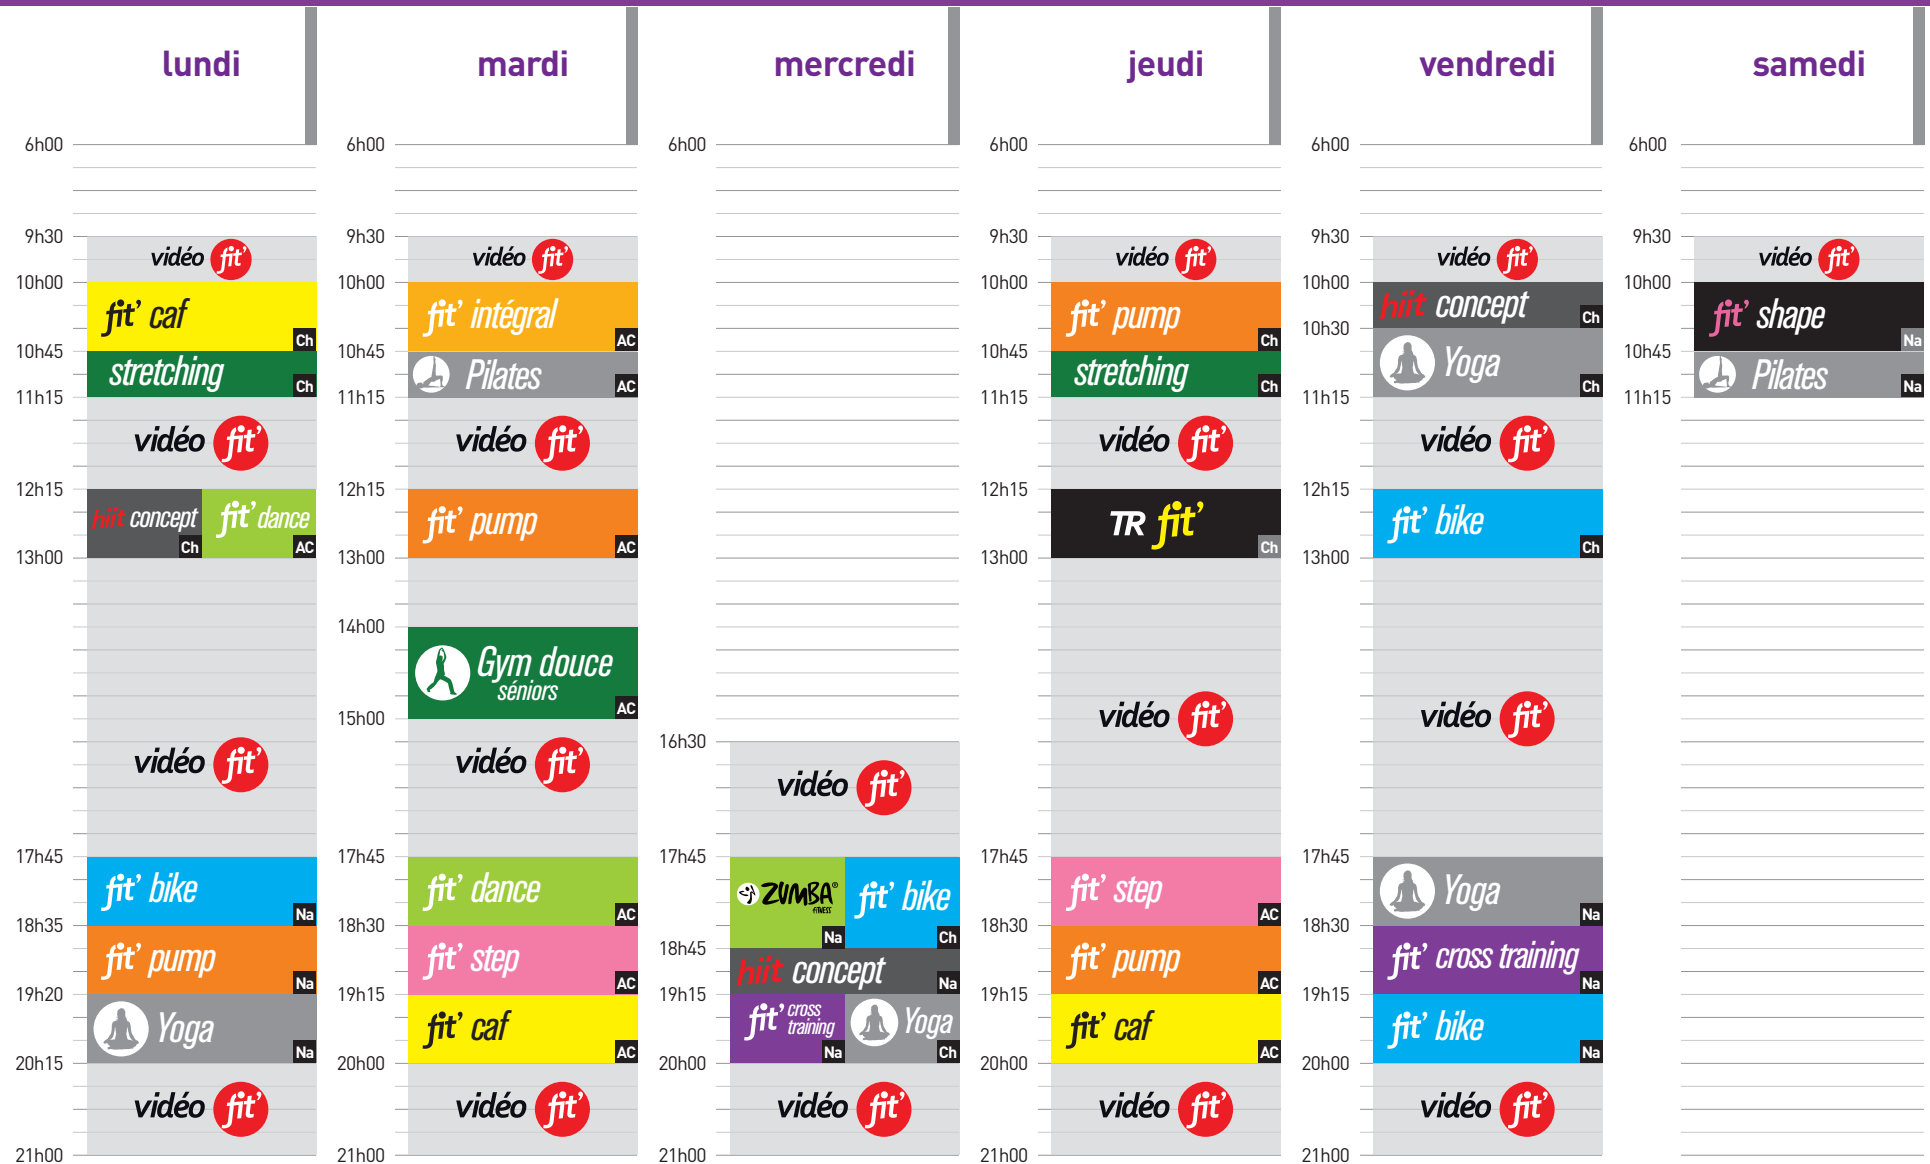 lundi
6h00
9h30
vidéo fit'
10h00
fit' caf
Ch
10h45
stretching
Ch
11h15
vidéo fit'
12h15
hiit concept
Ch
fit' dance
AC
13h00
vidéo fit'
17h45
fit' bike
Na
18h35
fit' pump
Na
19h20
Yoga
Na
20h15
vidéo fit'
21h00
mardi
6h00
9h30
vidéo fit'
10h00
fit' intégral
AC
10h45
Pilates
AC
11h15
vidéo fit'
12h15
fit' pump
AC
13h00
14h00
Gym douce
séniors
AC
15h00
vidéo fit'
17h45
fit' dance
AC
18h30
fit' step
AC
19h15
fit' caf
AC
20h00
vidéo fit'
21h00
mercredi
6h00
16h30
vidéo fit'
17h45
ZUMBA®
FITNESS
Na
fit' bike
Ch
18h45
hiit concept
Na
19h15
fit' cross
training
Na
Yoga
Ch
20h00
vidéo fit'
21h00
jeudi
6h00
9h30
vidéo fit'
10h00
fit' pump
Ch
10h45
stretching
Ch
11h15
vidéo fit'
12h15
TR fit'
Ch
13h00
vidéo fit'
17h45
fit' step
AC
18h30
fit' pump
AC
19h15
fit' caf
AC
20h00
vidéo fit'
21h00
vendredi
6h00
9h30
vidéo fit'
10h00
hiit concept
Ch
10h30
Yoga
Ch
11h15
vidéo fit'
12h15
fit' bike
Ch
13h00
vidéo fit'
17h45
Yoga
Na
18h30
fit' cross training
Na
19h15
fit' bike
Na
20h00
vidéo fit'
21h00
samedi
6h00
9h30
vidéo fit'
10h00
fit' shape
Na
10h45
Pilates
Na
11h15